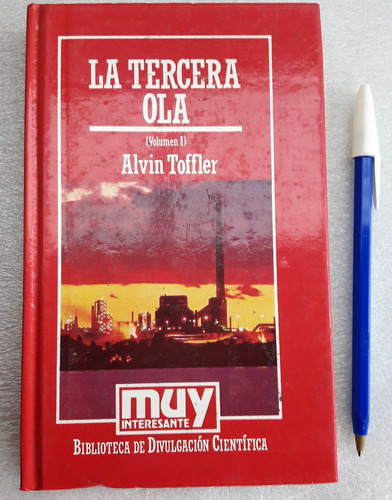 LA TERCERA
OLA
(Volumen I)
Alvin Toffler
muy
INTERESANTE
BIBLIOTECA DE DIVULGACIÓN CIENTÍFICA